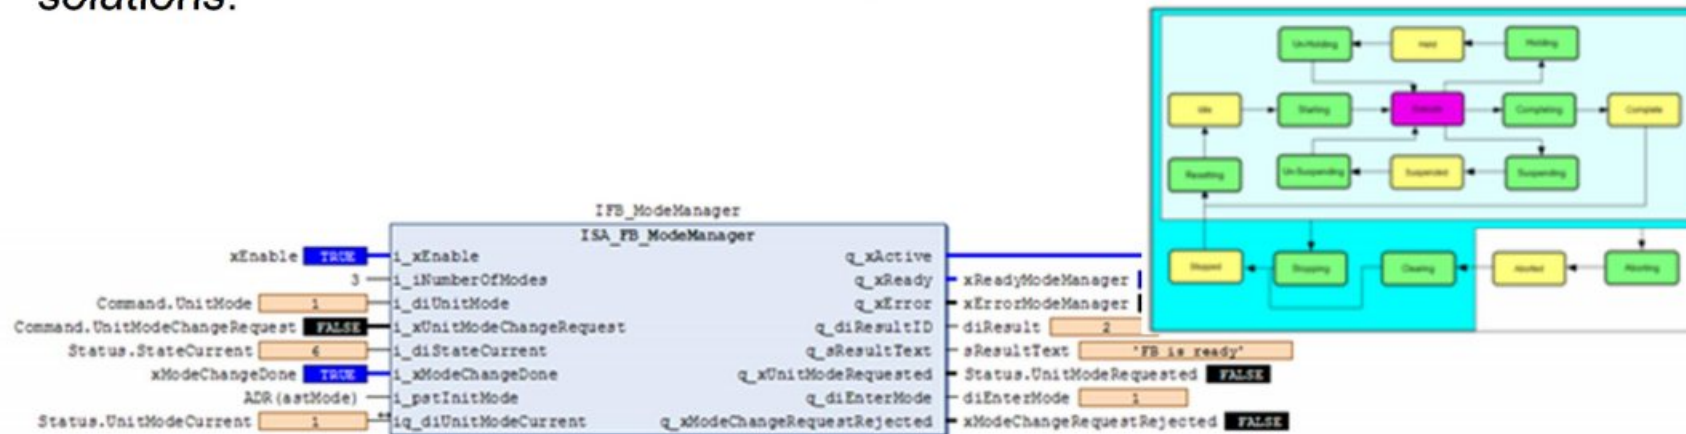 solutions.
Un-Holding Held Holding
Idle Starting Execute Completing Complete
Resetting Un-Suspending Suspended Suspending
Stopped Stopping Clearing Aborted Aborting
IFB_ModeManager
ISA_FB_ModeManager
xEnable TRUE i_xEnable q_xActive
3 i_iNumberOfModes q_xReady xReadyModeManager
Command.UnitMode 1 i_diUnitMode q_xError xErrorModeManager
Command.UnitModeChangeRequest FALSE i_xUnitModeChangeRequest q_diResultID diResult 2
Status.StateCurrent 6 i_diStateCurrent q_sResultText sResultText 'FB is ready'
xModeChangeDone TRUE i_xModeChangeDone q_xUnitModeRequested Status.UnitModeRequested FALSE
ADR(astMode) i_pstInitMode q_diEnterMode diEnterMode 1
Status.UnitModeCurrent 1 iq_diUnitModeCurrent q_xModeChangeRequestRejected xModeChangeRequestRejected FALSE